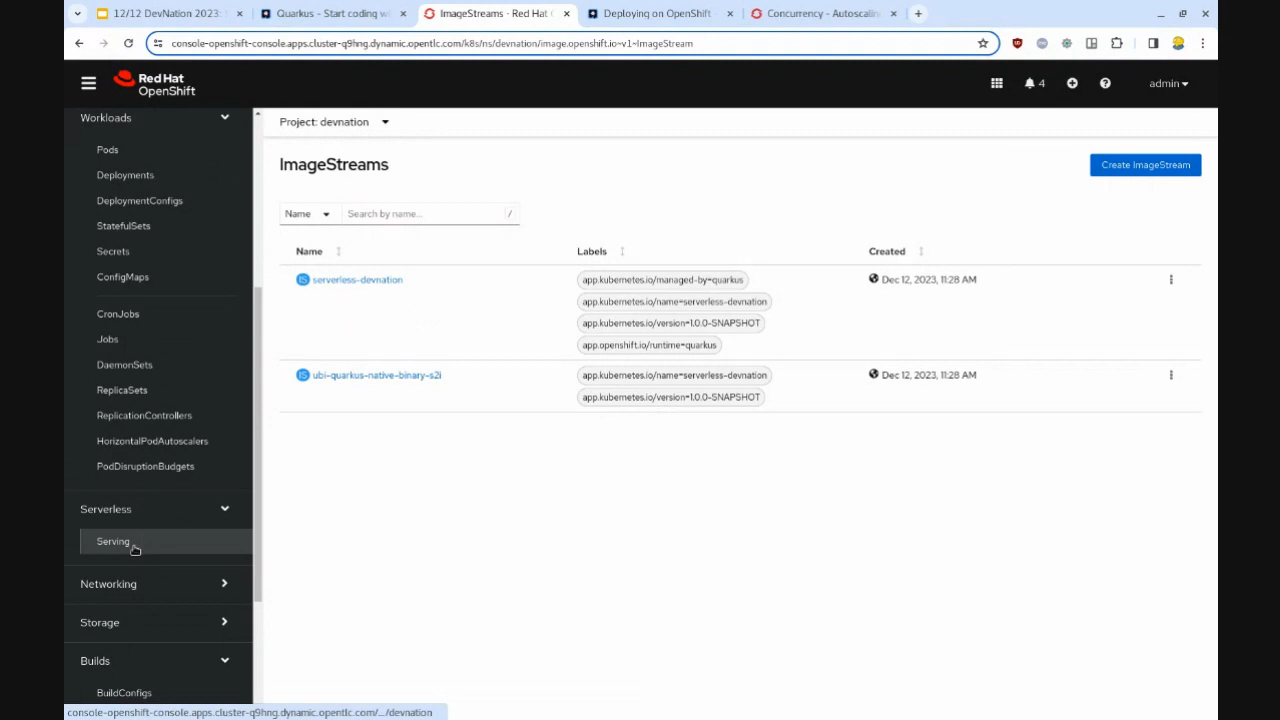 12/12 DevNation 2023:
Quarkus - Start coding wi
ImageStreams - Red Hat
Deploying on OpenShift
Concurrency - Autoscalin
console-openshift-console.apps.cluster-q9hng.dynamic.opentlc.com/k8s/ns/devnation/image.openshift.io~v1~ImageStream
Red Hat
OpenShift
4
admin
Workloads
Pods
Deployments
DeploymentConfigs
StatefulSets
Secrets
ConfigMaps
CronJobs
Jobs
DaemonSets
ReplicaSets
ReplicationControllers
HorizontalPodAutoscalers
PodDisruptionBudgets
Serverless
Serving
Networking
Storage
Builds
BuildConfigs
Project: devnation
ImageStreams
Create ImageStream
Name
Search by name...
/
Name
Labels
Created
serverless-devnation
app.kubernetes.io/managed-by=quarkus
app.kubernetes.io/name=serverless-devnation
app.kubernetes.io/version=1.0.0-SNAPSHOT
app.openshift.io/runtime=quarkus
Dec 12, 2023, 11:28 AM
ubi-quarkus-native-binary-s2i
app.kubernetes.io/name=serverless-devnation
app.kubernetes.io/version=1.0.0-SNAPSHOT
Dec 12, 2023, 11:28 AM
console-openshift-console.apps.cluster-q9hng.dynamic.opentlc.com/.../devnation